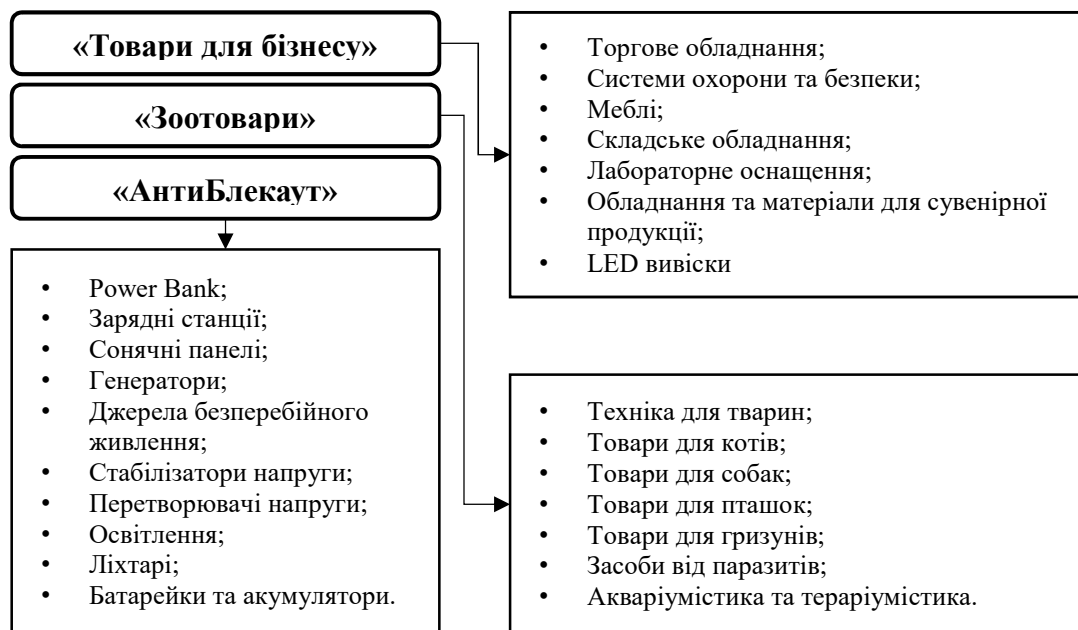 «Товари для бізнесу»
«Зоотовари»
«АнтиБлекаут»
• Торгове обладнання;
• Системи охорони та безпеки;
• Меблі;
• Складське обладнання;
• Лабораторне оснащення;
• Обладнання та матеріали для сувенірної
продукції;
• LED вивіски
• Power Bank;
• Зарядні станції;
• Сонячні панелі;
• Генератори;
• Джерела безперебійного
живлення;
• Стабілізатори напруги;
• Перетворювачі напруги;
• Освітлення;
• Ліхтарі;
• Батарейки та акумулятори.
• Техніка для тварин;
• Товари для котів;
• Товари для собак;
• Товари для пташок;
• Товари для гризунів;
• Засоби від паразитів;
• Акваріумістика та тераріумістика.